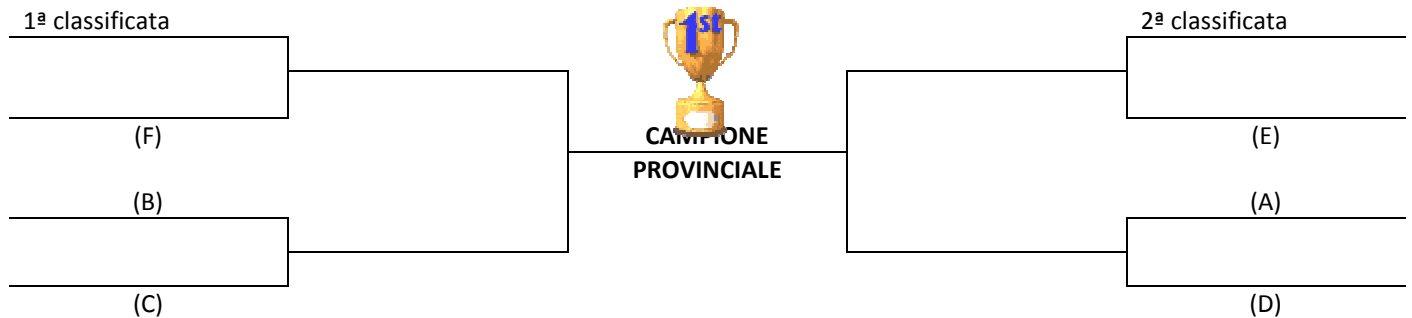 1ª classificata
2ª classificata
1st
(F)
CAMPIONE
(E)
PROVINCIALE
(B)
(A)
(C)
(D)